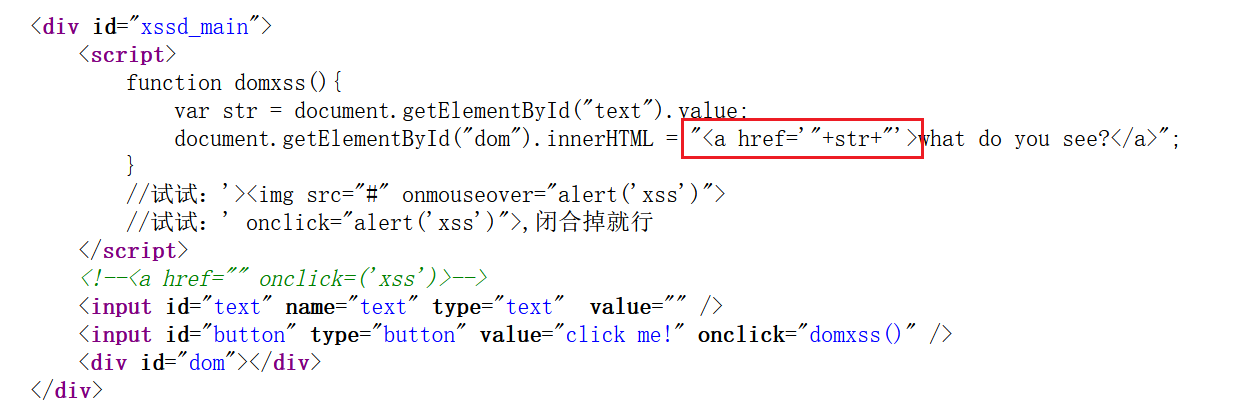 <div id="xssd_main">
<script>
function domxss(){
var str = document.getElementById("text").value;
document.getElementById("dom").innerHTML = "<a href='"+str+"'>what do you see?</a>";
}
//试试：'><img src="#" onmouseover="alert('xss')">
//试试：' onclick="alert('xss')">,闭合掉就行
</script>
<!--<a href="" onclick=('xss')>-->
<input id="text" name="text" type="text"  value="" />
<input id="button" type="button" value="click me!" onclick="domxss()" />
<div id="dom"></div>
</div>